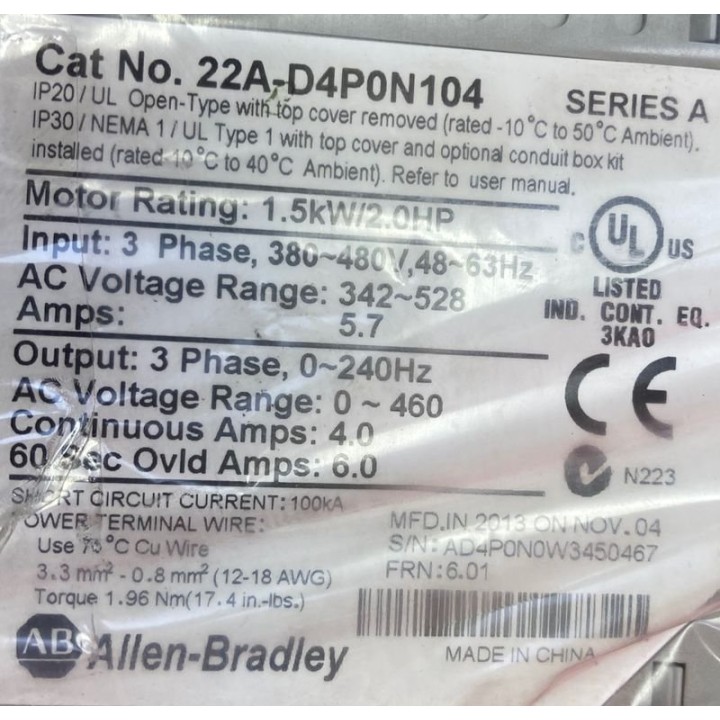 Cat No. 22A-D4P0N104 SERIES A
IP20 / UL Open-Type with top cover removed (rated -10°C to 50°C Ambient).
IP30 / NEMA 1 / UL Type 1 with top cover and optional conduit box kit
installed (rated -10°C to 40°C Ambient). Refer to user manual.
Motor Rating: 1.5kW/2.0HP
Input: 3 Phase, 380~480V,48~63Hz
AC Voltage Range: 342~528
Amps: 5.7
C UL US
LISTED
IND. CONT. EQ.
3KA0
Output: 3 Phase, 0~240Hz
AC Voltage Range: 0 ~ 460
Continuous Amps: 4.0
60 Sec Ovld Amps: 6.0
CE
N223
SHORT CIRCUIT CURRENT: 100kA
OWER TERMINAL WIRE:
Use 75°C Cu Wire
3.3 mm² - 0.8 mm² (12-18 AWG)
Torque 1.96 Nm(17.4 in.-lbs.)
MFD.IN 2013 ON NOV.04
S/N: AD4P0N0W3450467
FRN:6.01
AB Allen-Bradley
MADE IN CHINA